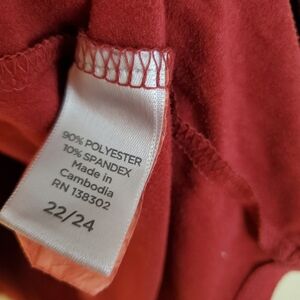 90% POLYESTER
10% SPANDEX
Made in
Cambodia
RN 138302
22/24